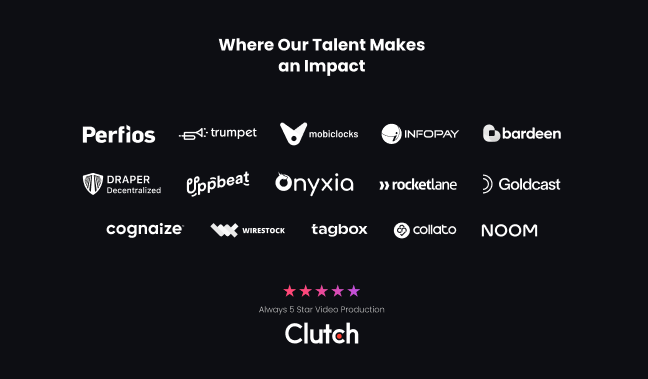 Where Our Talent Makes
an Impact
Perfios
trumpet
mobiclocks
INFOPAY
bardeen
DRAPER
Decentralized
Uppbeat
Onyxia
rocketlane
Goldcast
cognaize
WIRESTOCK
tagbox
collato
NOOM
Always 5 Star Video Production
Clutch